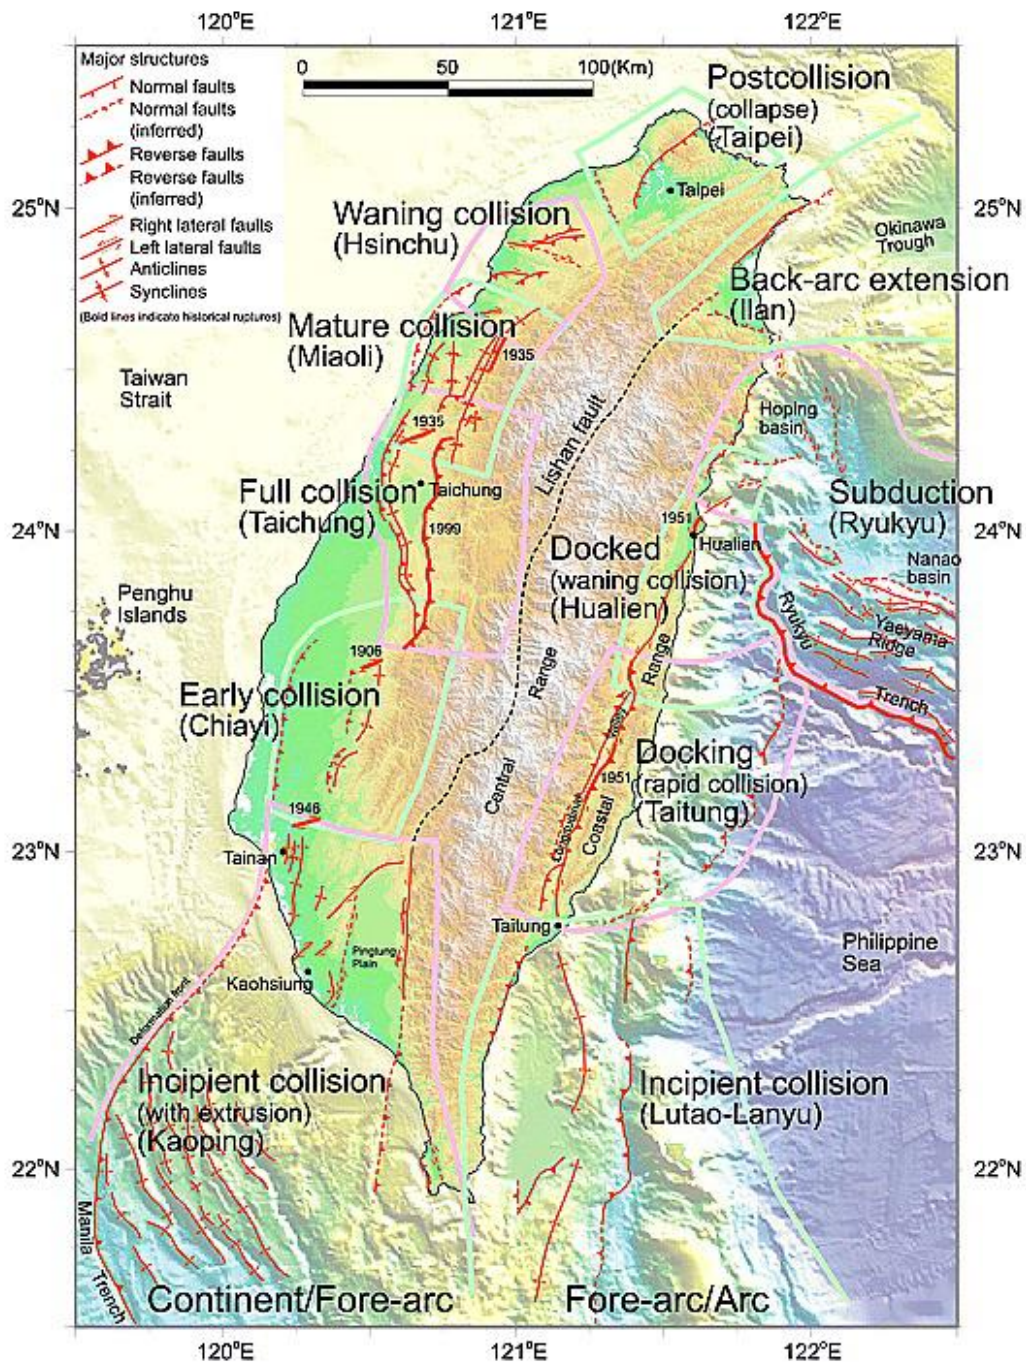 120°E
121°E
122°E
Major structures
Normal faults
Normal faults
(inferred)
Reverse faults
Reverse faults
(inferred)
Right lateral faults
Left lateral faults
Anticlines
Synclines
(Bold lines indicate historical ruptures)
0
50
100(Km)
Postcollision
(collapse)
(Taipei)
Taipei
25°N
25°N
Waning collision
(Hsinchu)
Okinawa
Trough
Back-arc extension
(Ilan)
Mature collision
(Miaoli)
1935
Taiwan
Strait
Hoping
basin
1935
Lishan fault
Full collision
(Taichung)
Taichung
1999
Subduction
(Ryukyu)
24°N
24°N
1951
Hualien
Docked
(waning collision)
(Hualien)
Nanao
basin
Penghu
Islands
Ryukyu
Trench
Yaeyama
Ridge
1906
Early collision
(Chiayi)
Central
Range
Longitudinal
Valley
Coastal
Range
1951
Docking
(rapid collision)
(Taitung)
1946
Tainan
23°N
23°N
Taitung
Pingtung
Plain
Kaohsiung
Philippine
Sea
Deformation front
Incipient collision
(with extrusion)
(Kaoping)
Incipient collision
(Lutao-Lanyu)
22°N
22°N
Manila
Trench
Continent/Fore-arc
Fore-arc/Arc
120°E
121°E
122°E